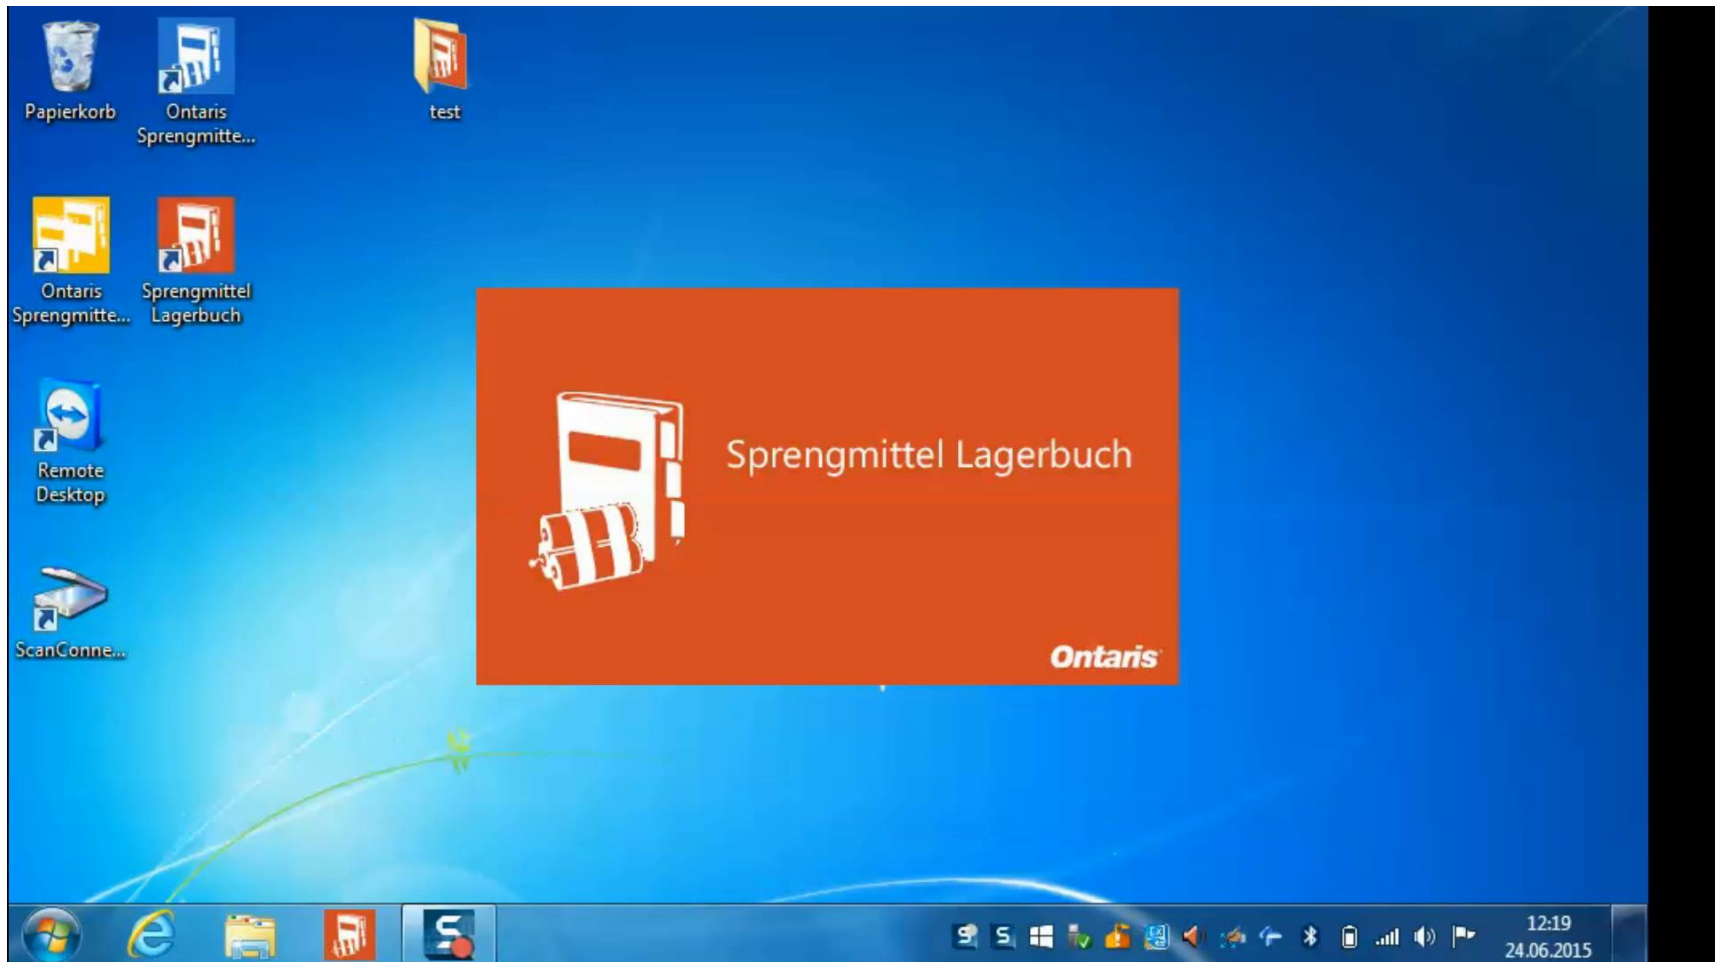 Papierkorb
Ontaris
Sprengmitte...
test
Ontaris
Sprengmitte...
Sprengmittel
Lagerbuch
Remote
Desktop
ScanConne...
Sprengmittel Lagerbuch
Ontaris
12:19
24.06.2015